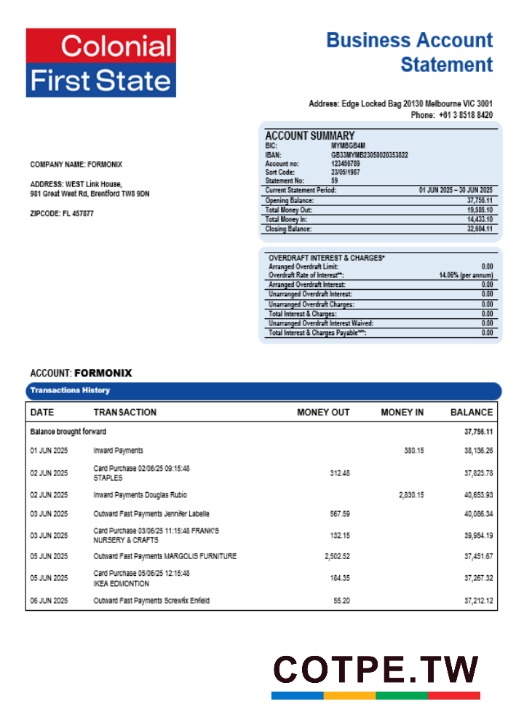 Colonial
First State
Business Account
Statement
Address: Edge Locked Bag 20130 Melbourne VIC 3001
Phone: +61 3 8518 8420
COMPANY NAME: FORMONIX
ADDRESS: WEST Link House,
981 Great West Rd, Brentford TW8 9DN
ZIPCODE: FL 457877
ACCOUNT SUMMARY
BIC: MYMBGB4M
IBAN: GB33MYMB23058020353822
Account no: 123456789
Sort Code: 23/05/1987
Statement No: 59
Current Statement Period: 01 JUN 2025 – 30 JUN 2025
Opening Balance: 37,756.11
Total Money Out: 19,585.10
Total Money In: 14,433.10
Closing Balance: 32,604.11
OVERDRAFT INTEREST & CHARGES*
Arranged Overdraft Limit: 0.00
Overdraft Rate of Interest**: 14.06% (per annum)
Arranged Overdraft Interest: 0.00
Unarranged Overdraft Interest: 0.00
Unarranged Overdraft Charges: 0.00
Total Interest & Charges: 0.00
Unarranged Overdraft Interest Waived: 0.00
Total Interest & Charges Payable***: 0.00
ACCOUNT: FORMONIX
Transactions History
DATE TRANSACTION MONEY OUT MONEY IN BALANCE
Balance brought forward 37,756.11
01 JUN 2025 Inward Payments 380.15 38,136.26
02 JUN 2025 Card Purchase 02/06/25 09:15:48 STAPLES 312.48 37,823.78
02 JUN 2025 Inward Payments Douglas Rubio 2,830.15 40,653.93
03 JUN 2025 Outward Fast Payments Jennifer Labelle 567.59 40,086.34
03 JUN 2025 Card Purchase 03/06/25 11:15:48 FRANK'S NURSERY & CRAFTS 132.15 39,954.19
05 JUN 2025 Outward Fast Payments MARGOLIS FURNITURE 2,502.52 37,451.67
05 JUN 2025 Card Purchase 05/06/25 12:15:48 IKEA EDMONTION 184.35 37,267.32
06 JUN 2025 Outward Fast Payments Screwfix Enfield 55.20 37,212.12
COTPE.TW